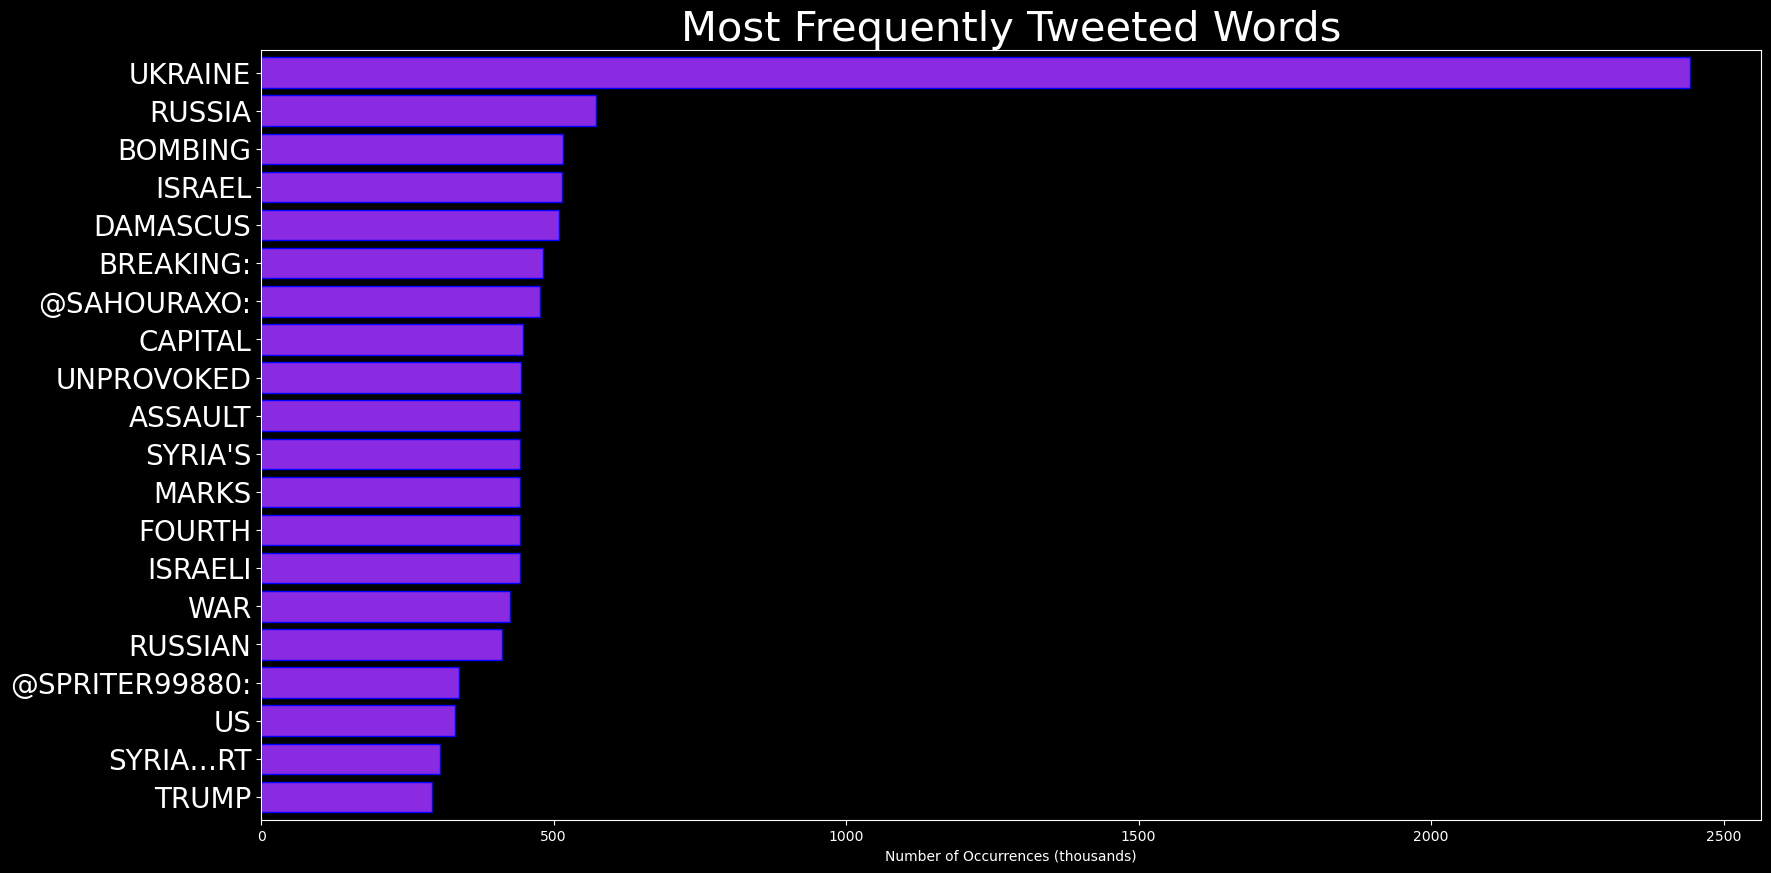 Most Frequently Tweeted Words
UKRAINE
RUSSIA
BOMBING
ISRAEL
DAMASCUS
BREAKING:
@SAHOURAXO:
CAPITAL
UNPROVOKED
ASSAULT
SYRIA'S
MARKS
FOURTH
ISRAELI
WAR
RUSSIAN
@SPRITER99880:
US
SYRIA…RT
TRUMP
0 500 1000 1500 2000 2500
Number of Occurrences (thousands)